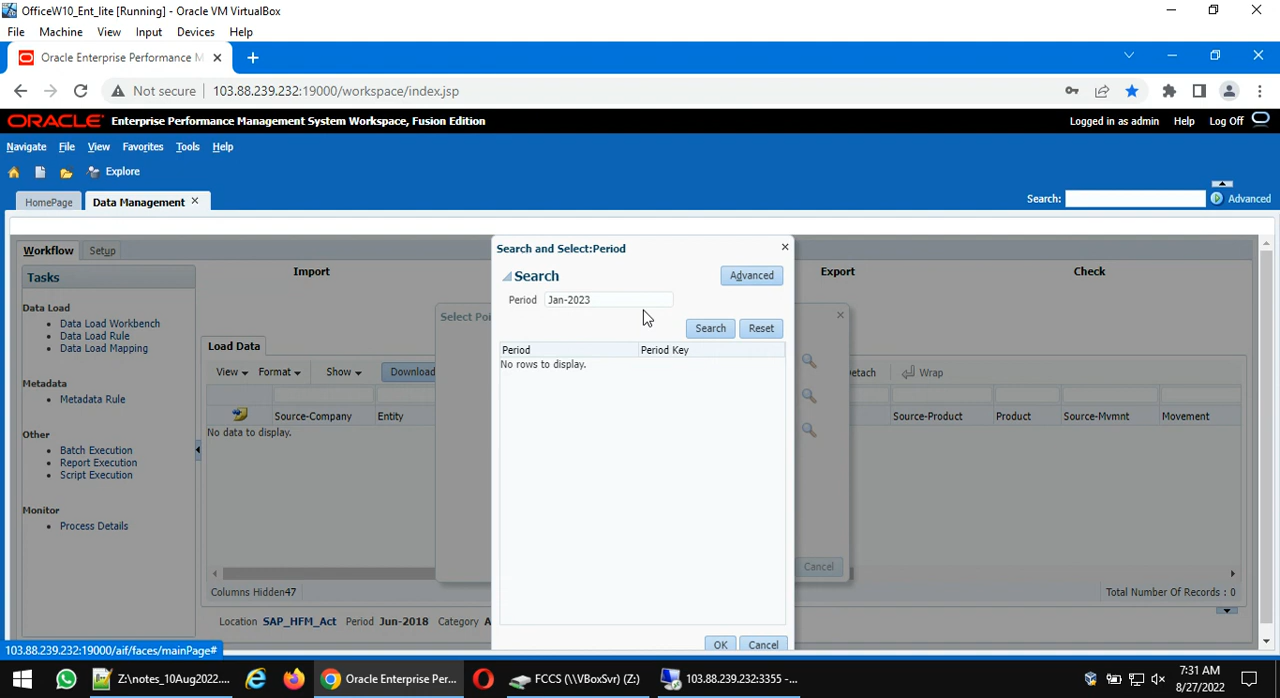 OfficeW10_Ent_lite [Running] - Oracle VM VirtualBox
File Machine View Input Devices Help
Oracle Enterprise Performance M
Not secure 103.88.239.232:19000/workspace/index.jsp
ORACLE Enterprise Performance Management System Workspace, Fusion Edition
Logged in as admin Help Log Off
Navigate File View Favorites Tools Help
Explore
HomePage Data Management Search: Advanced
Workflow Setup
Tasks
Data Load
Data Load Workbench
Data Load Rule
Data Load Mapping
Metadata
Metadata Rule
Other
Batch Execution
Report Execution
Script Execution
Monitor
Process Details
Import Export Check
Load Data
View Format Show Download etach Wrap
Source-Company Entity Source-Product Product Source-Mvmnt Movement
No data to display.
Select Po
Cancel
Search and Select:Period
Search Advanced
Period Jan-2023
Search Reset
Period Period Key
No rows to display.
OK Cancel
Columns Hidden47 Total Number Of Records : 0
Location SAP_HFM_Act Period Jun-2018 Category A
103.88.239.232:19000/aif/faces/mainPage#
Z:\notes_10Aug2022.... Oracle Enterprise Per... FCCS (\\VBoxSvr) (Z:) 103.88.239.232:3355 -...
7:31 AM
8/27/2022